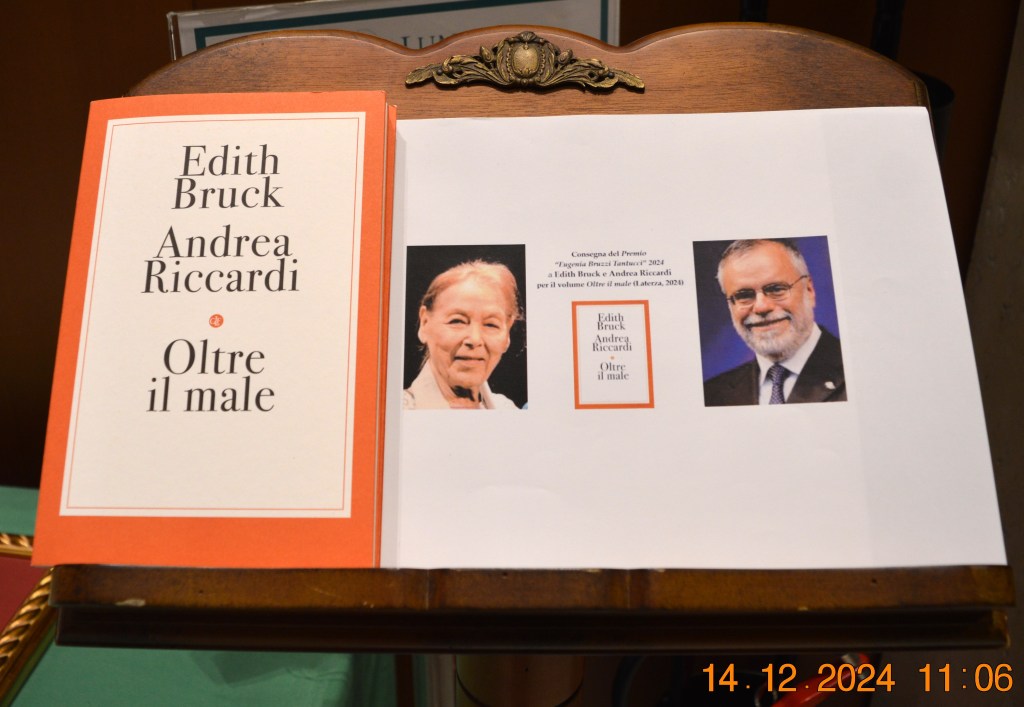 Edith
Bruck
Andrea
Riccardi
Oltre
il male
Consegna del Premio
"Eugenia Bruzzi Tantucci" 2024
a Edith Bruck e Andrea Riccardi
per il volume Oltre il male (Laterza, 2024)
Edith
Bruck
Andrea
Riccardi
Oltre
il male
14.12.2024 11:06